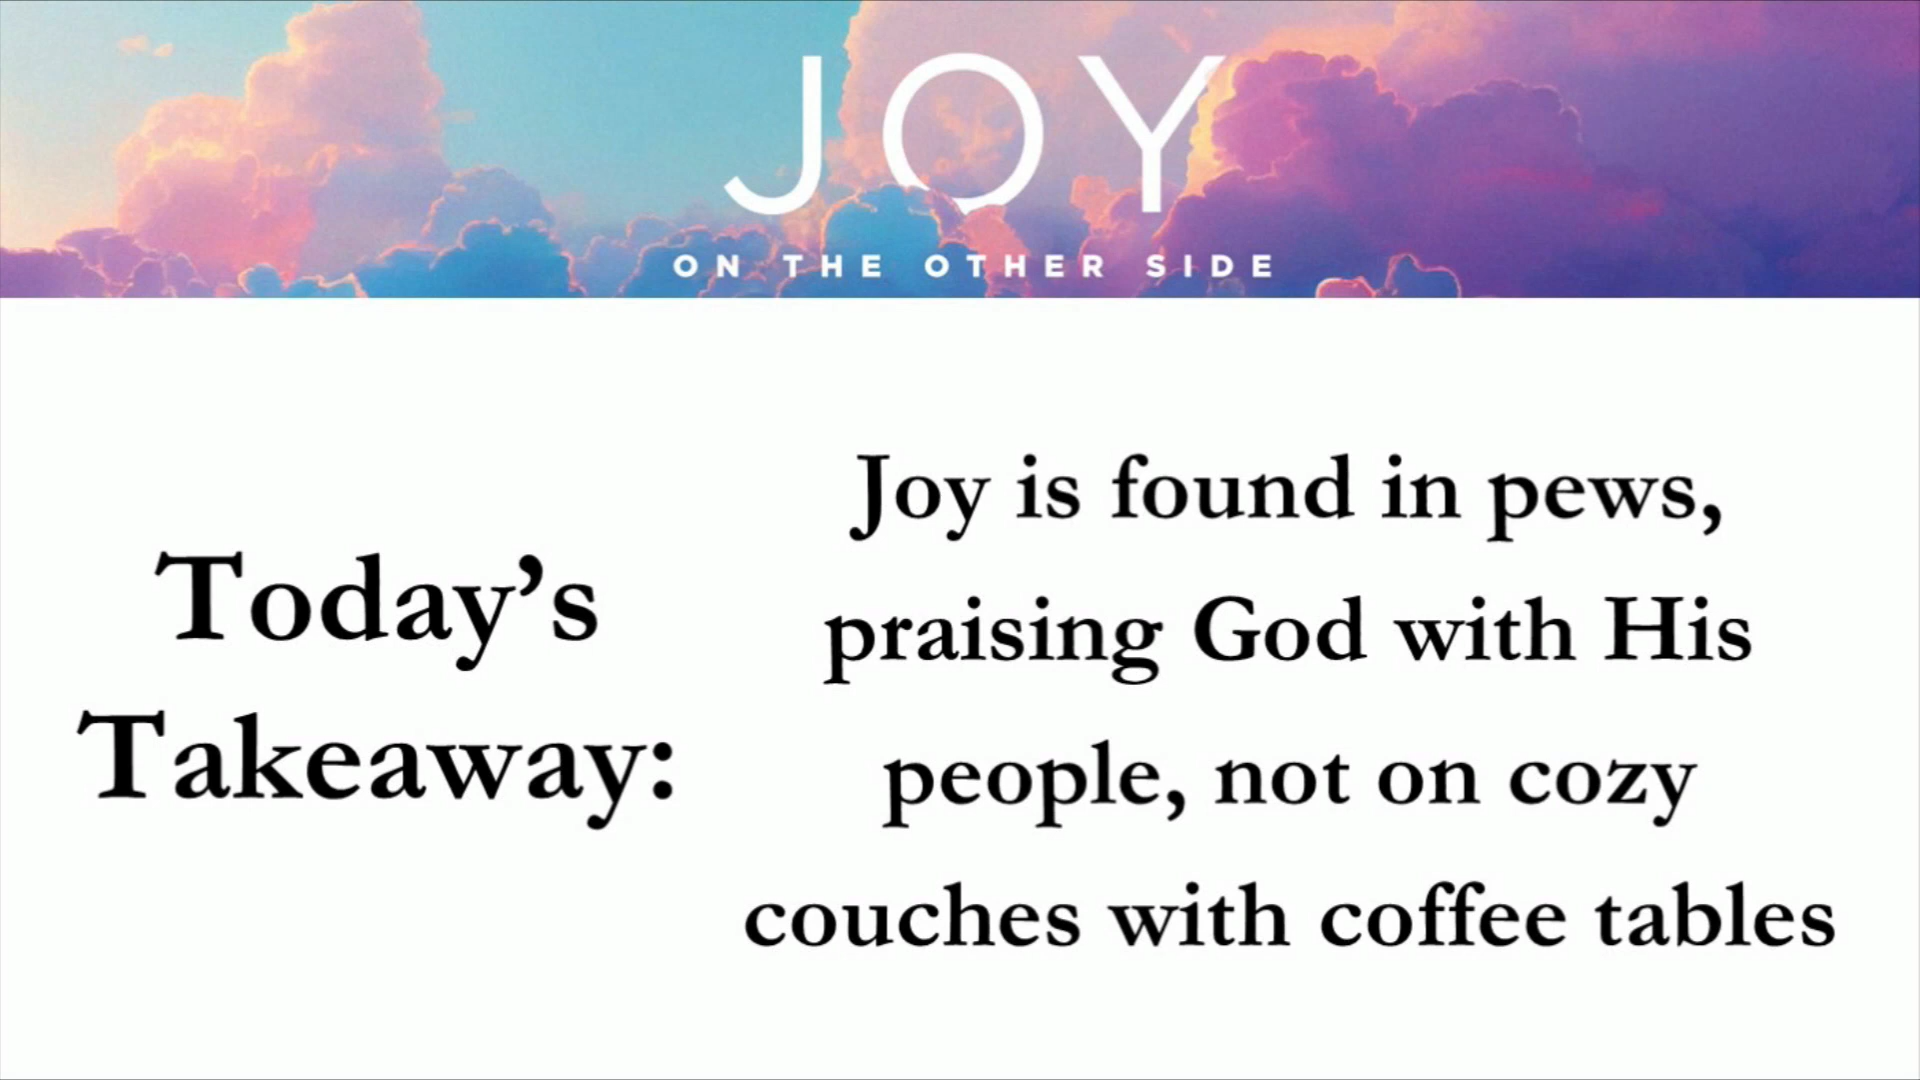 JOY
ON THE OTHER SIDE
Today’s
Takeaway:
Joy is found in pews,
praising God with His
people, not on cozy
couches with coffee tables